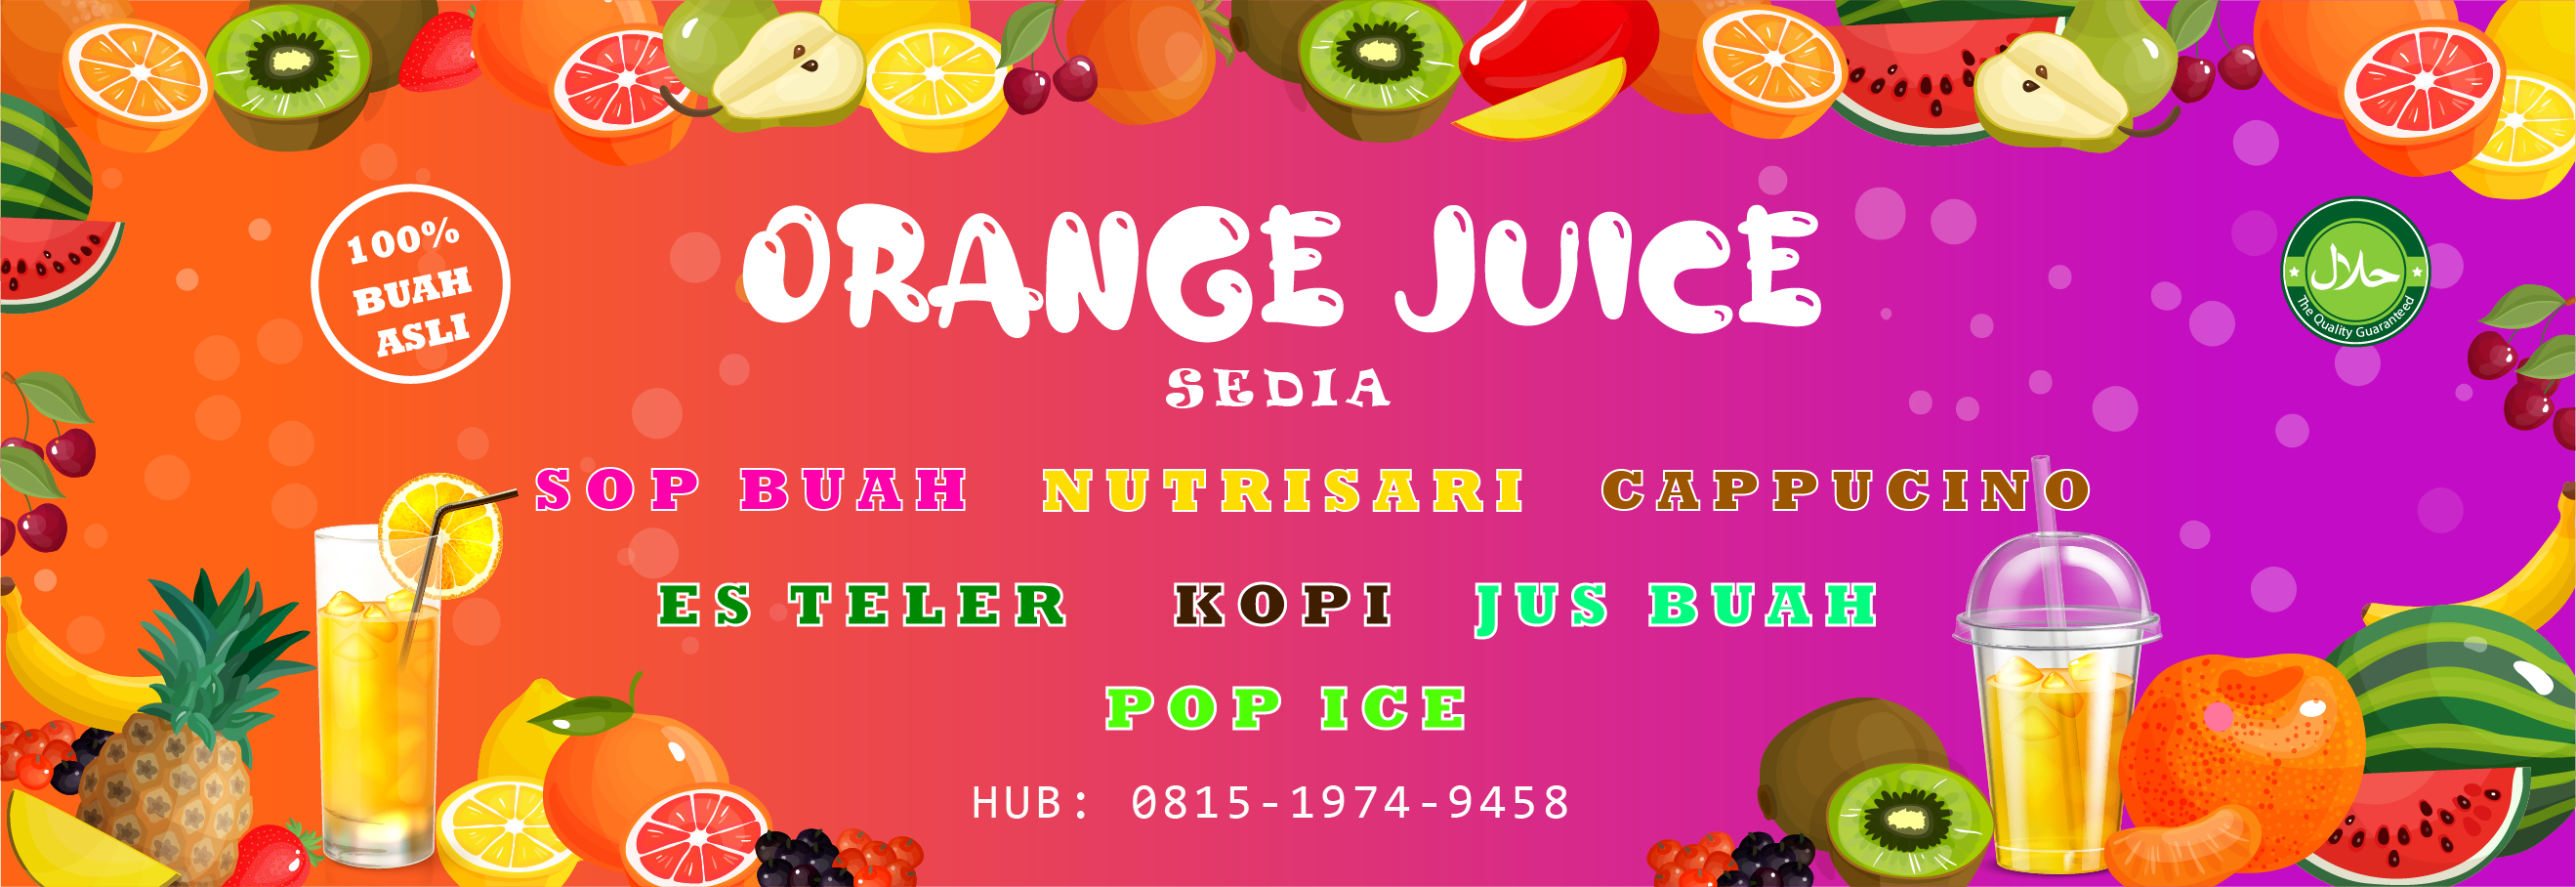 100%
BUAH
ASLI
ORANGE JUICE
حلال
The Quality Guaranteed
SEDIA
SOP BUAH NUTRISARI CAPPUCINO
ES TELER KOPI JUS BUAH
POP ICE
HUB: 0815-1974-9458